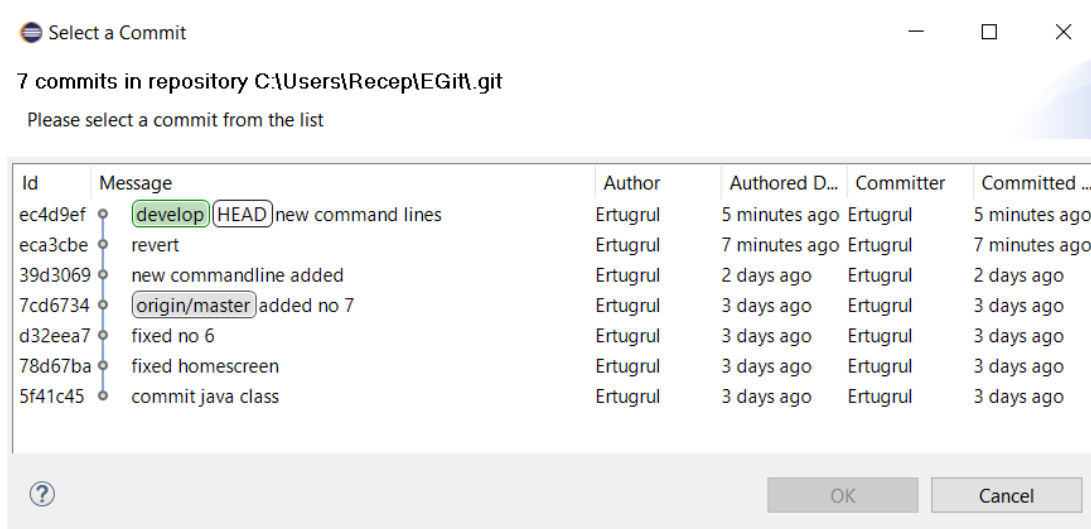 Select a Commit
7 commits in repository C:\Users\Recep\EGit\.git
Please select a commit from the list
Id Message Author Authored D... Committer Committed ...
ec4d9ef develop HEAD new command lines Ertugrul 5 minutes ago Ertugrul 5 minutes ago
eca3cbe revert Ertugrul 7 minutes ago Ertugrul 7 minutes ago
39d3069 new commandline added Ertugrul 2 days ago Ertugrul 2 days ago
7cd6734 origin/master added no 7 Ertugrul 3 days ago Ertugrul 3 days ago
d32eea7 fixed no 6 Ertugrul 3 days ago Ertugrul 3 days ago
78d67ba fixed homescreen Ertugrul 3 days ago Ertugrul 3 days ago
5f41c45 commit java class Ertugrul 3 days ago Ertugrul 3 days ago
? OK Cancel